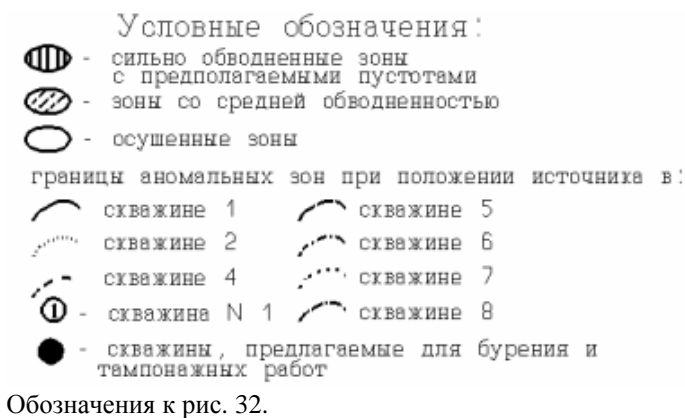 Условные обозначения:
- сильно обводненные зоны
с предполагаемыми пустотами
- зоны со средней обводненностью
- осушенные зоны
границы аномальных зон при положении источника в:
скважине 1 скважине 5
скважине 2 скважине 6
скважине 4 скважине 7
1 - скважина N 1 скважине 8
- скважины, предлагаемые для бурения и
тампонажных работ
Обозначения к рис. 32.